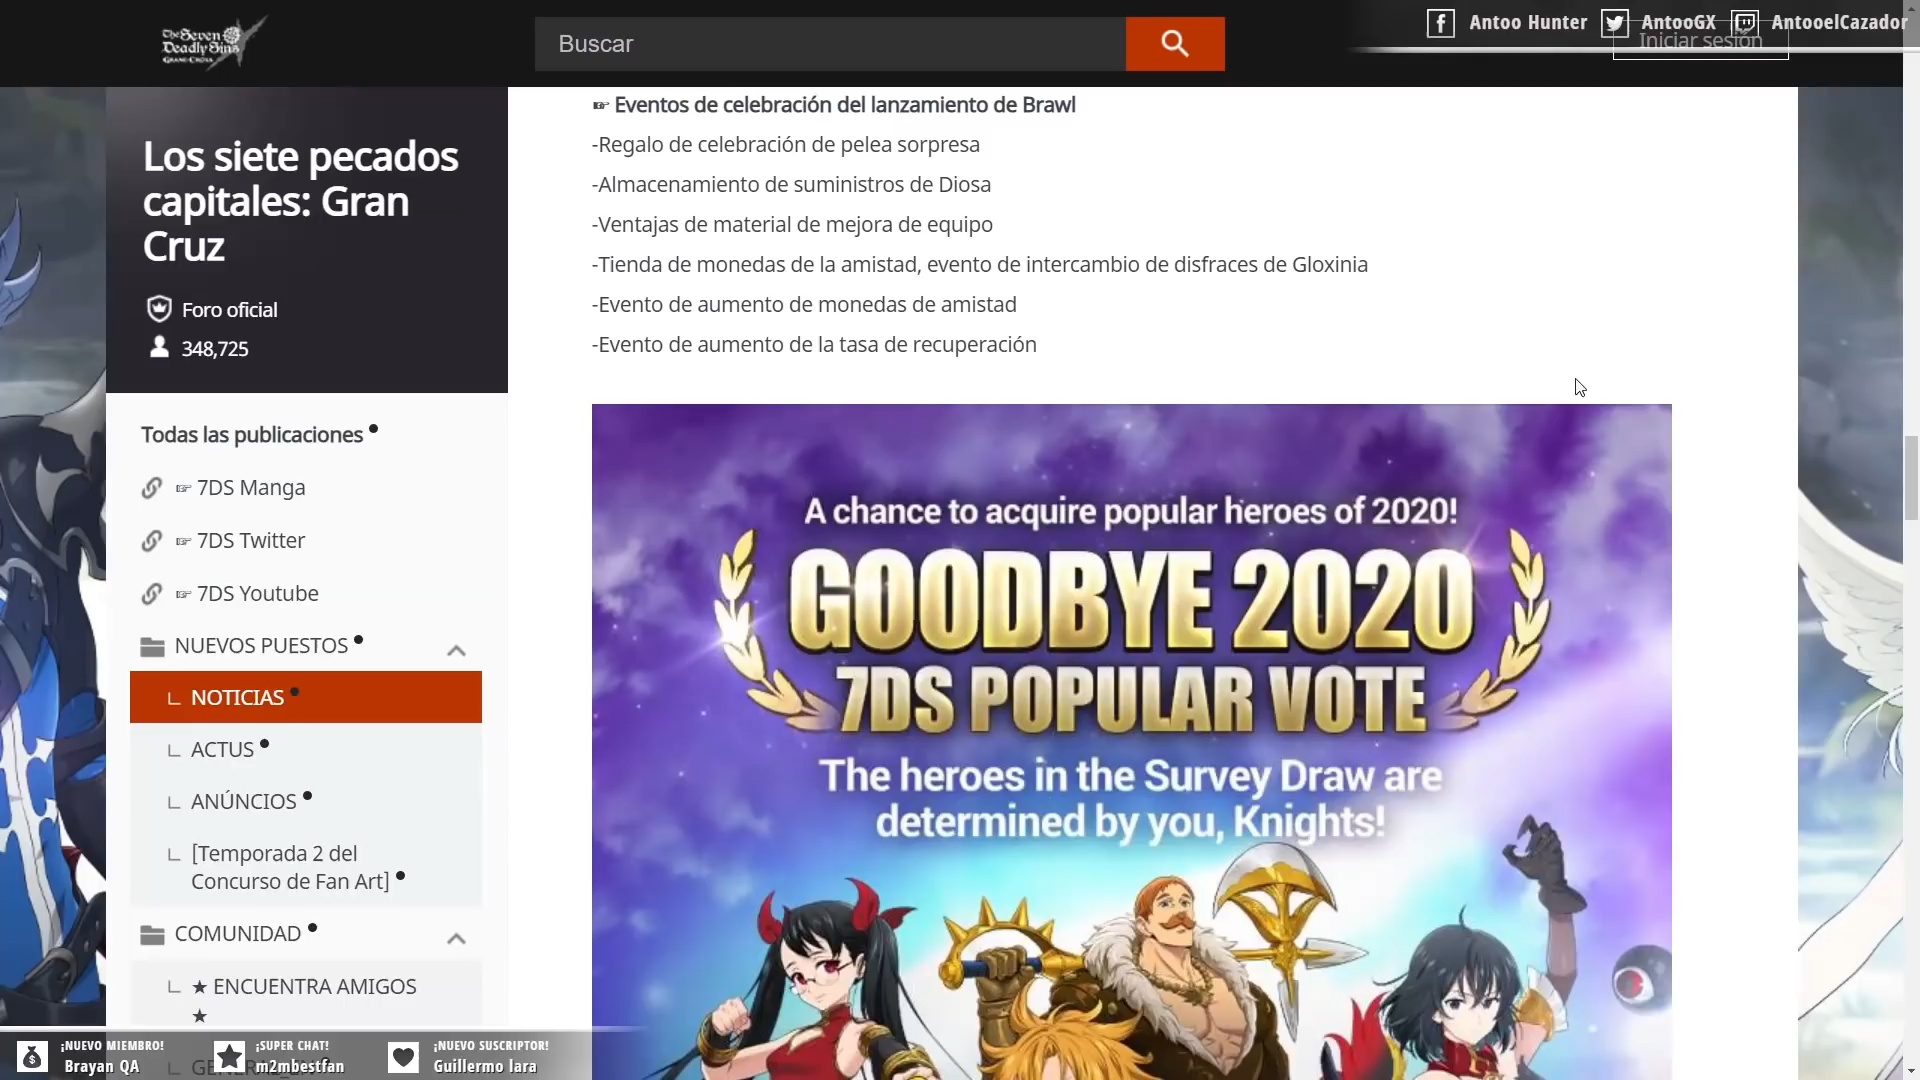 The Seven
Deadly Sins
GRAND CROSS
Buscar
Antoo Hunter
AntooGX
AntooelCazador
Iniciar sesión
Los siete pecados
capitales: Gran
Cruz
Foro oficial
348,725
Todas las publicaciones
☞ 7DS Manga
☞ 7DS Twitter
☞ 7DS Youtube
NUEVOS PUESTOS
NOTICIAS
ACTUS
ANÚNCIOS
[Temporada 2 del
Concurso de Fan Art]
COMUNIDAD
★ ENCUENTRA AMIGOS
★
☞ Eventos de celebración del lanzamiento de Brawl
-Regalo de celebración de pelea sorpresa
-Almacenamiento de suministros de Diosa
-Ventajas de material de mejora de equipo
-Tienda de monedas de la amistad, evento de intercambio de disfraces de Gloxinia
-Evento de aumento de monedas de amistad
-Evento de aumento de la tasa de recuperación
A chance to acquire popular heroes of 2020!
GOODBYE 2020
7DS POPULAR VOTE
The heroes in the Survey Draw are
determined by you, Knights!
¡NUEVO MIEMBRO!
Brayan QA
¡SUPER CHAT!
m2mbestfan
¡NUEVO SUSCRIPTOR!
Guillermo lara